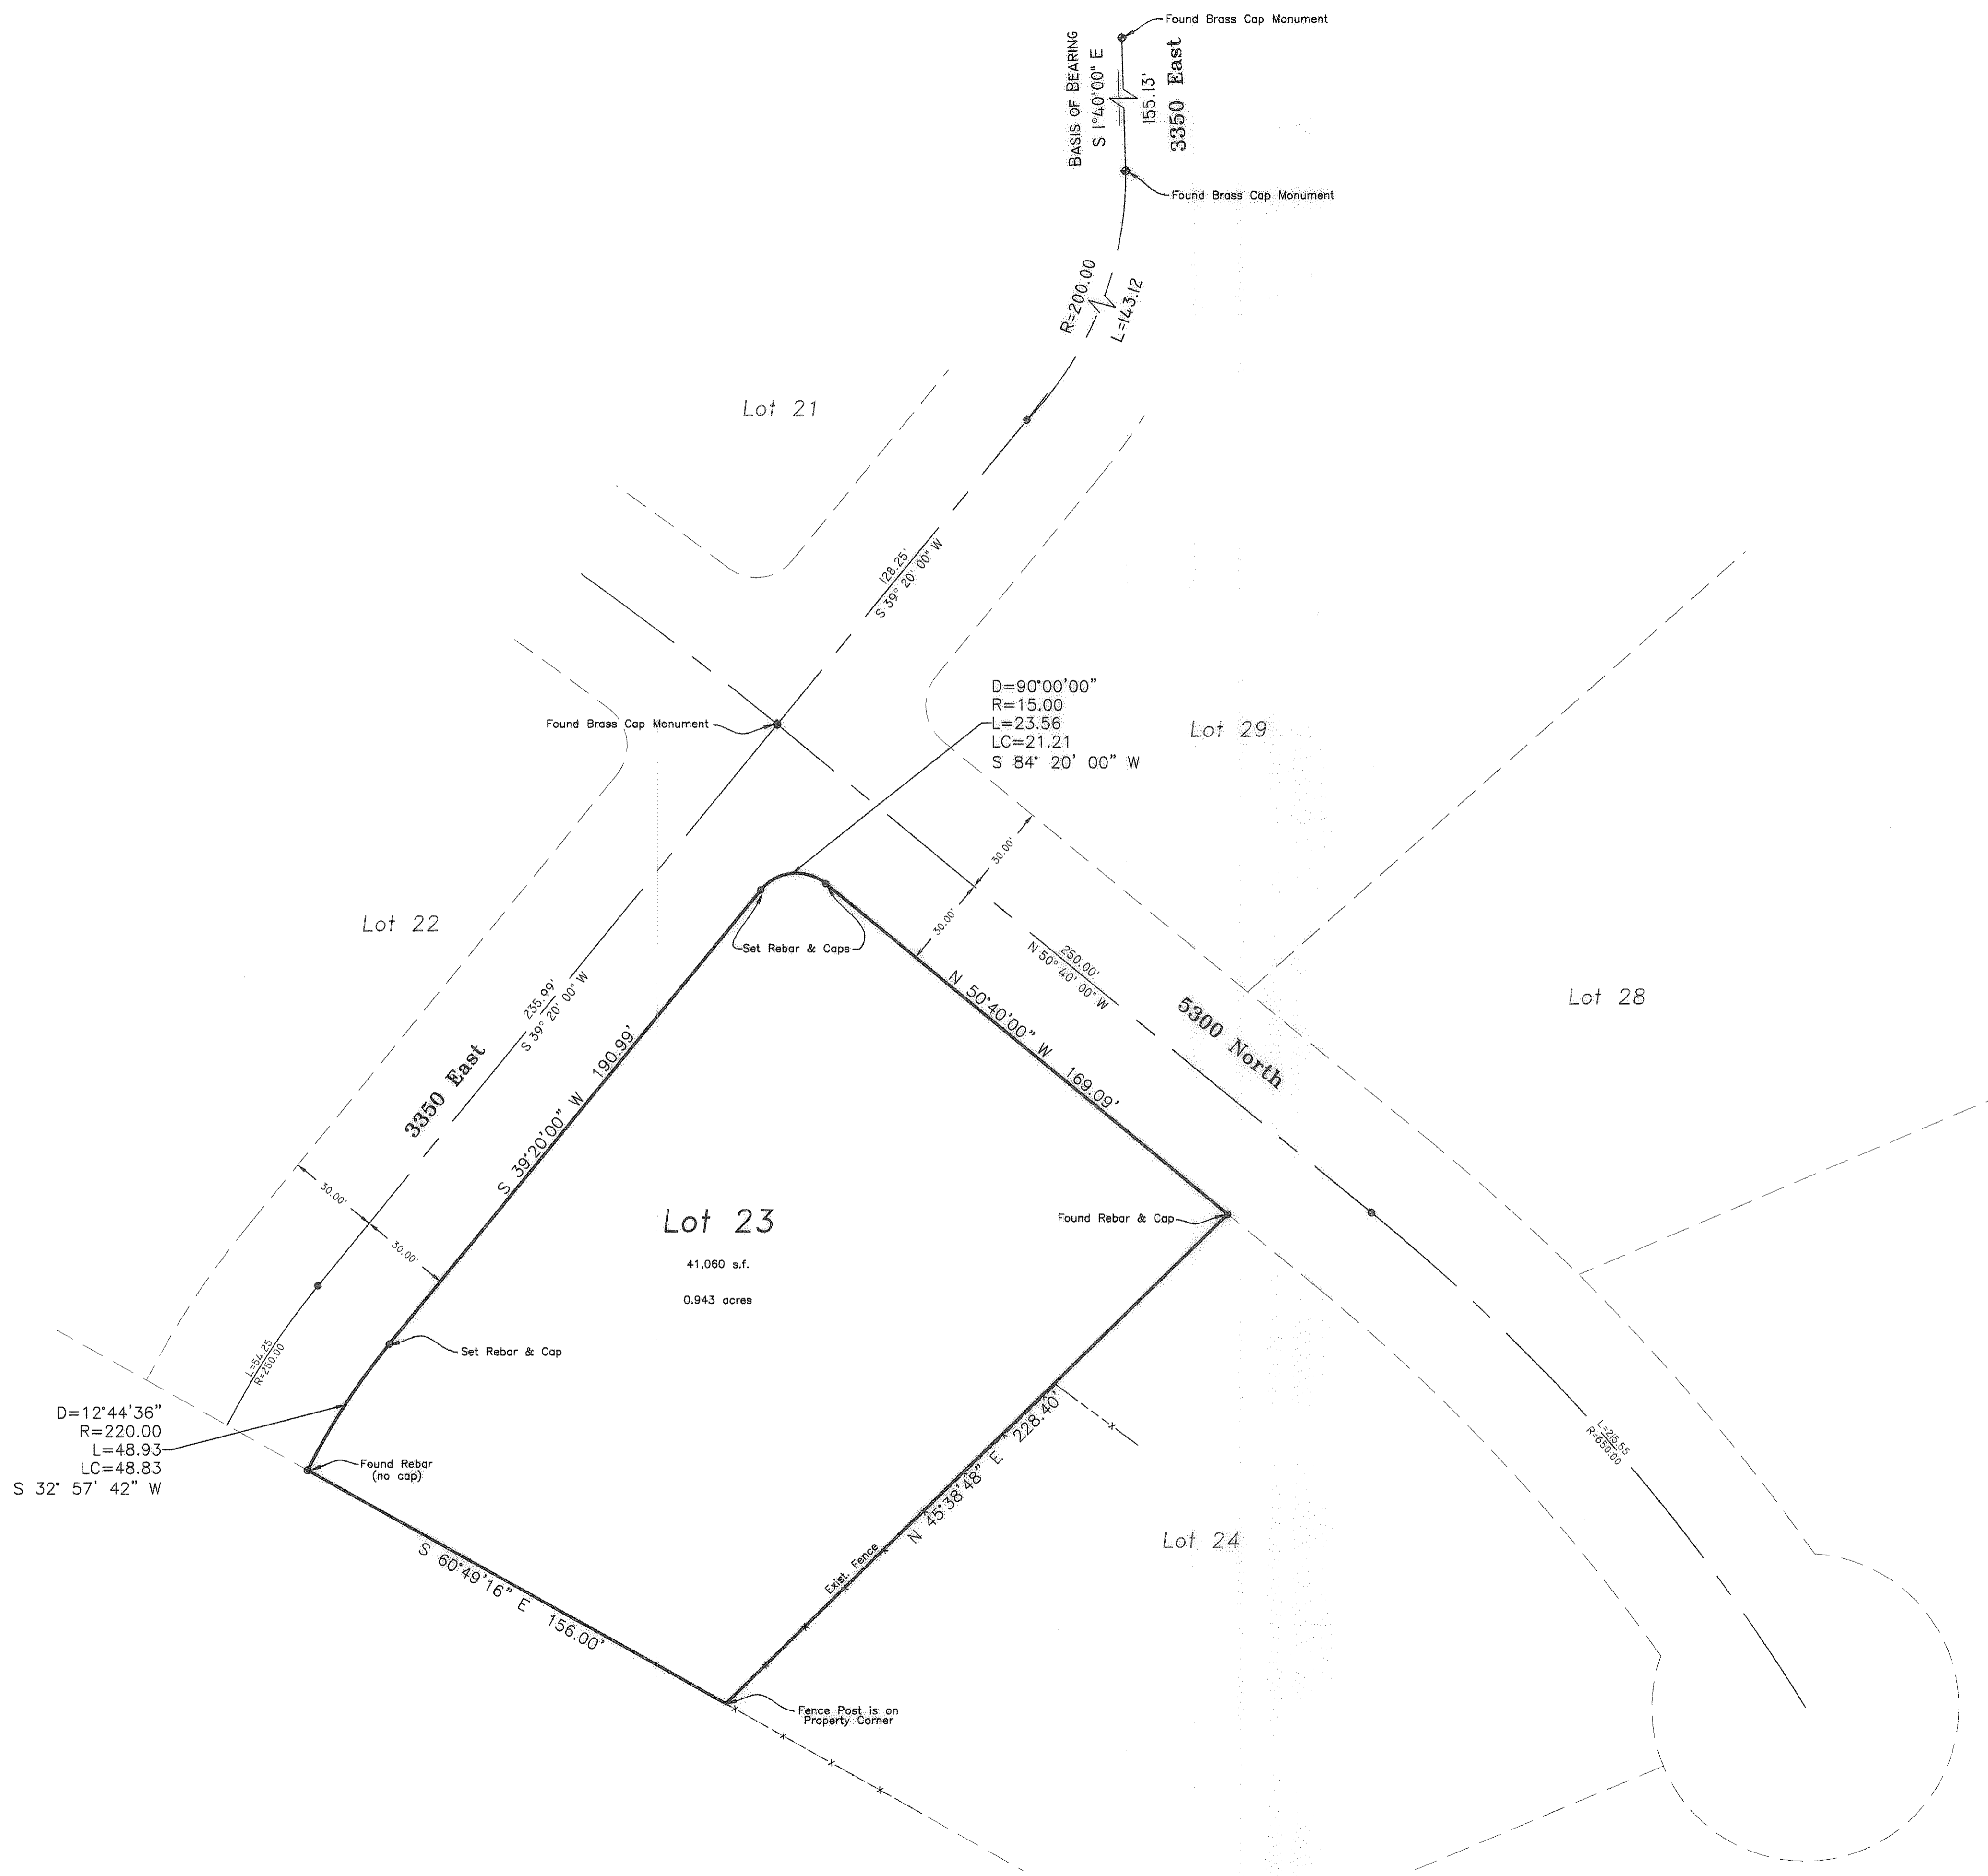 Found Brass Cap Monument
BASIS OF BEARING
S 1°40'00" E
155.13'
3350 East
Found Brass Cap Monument
R=200.00
L=143.12
Lot 21
128.25'
S 39° 20' 00" W
D=90°00'00"
R=15.00
L=23.56
LC=21.21
S 84° 20' 00" W
Found Brass Cap Monument
Lot 29
30.00'
30.00'
Set Rebar & Caps
Lot 22
250.00'
N 50° 40' 00" W
N 50°40'00" W 169.09'
5300 North
Lot 28
235.99'
S 39° 20' 00" W
3350 East
S 39°20'00" W 190.99'
30.00'
30.00'
Lot 23
41,060 s.f.
0.943 acres
Found Rebar & Cap
Set Rebar & Cap
L=54.25
R=250.00
D=12°44'36"
R=220.00
L=48.93
LC=48.83
S 32° 57' 42" W
Found Rebar
(no cap)
N 45°38'48" E 228.40'
Exist. Fence
L=215.55
R=650.00
Lot 24
S 60°49'16" E 156.00'
Fence Post is on
Property Corner